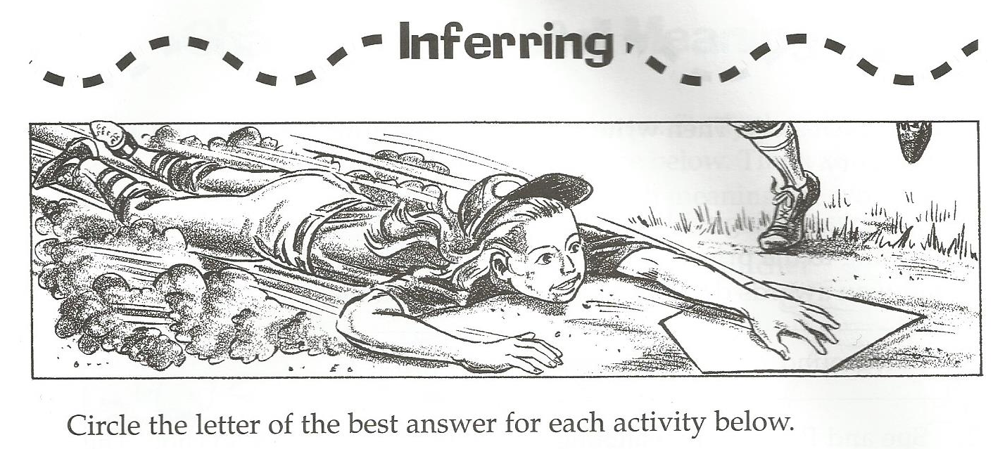 Inferring
Circle the letter of the best answer for each activity below.